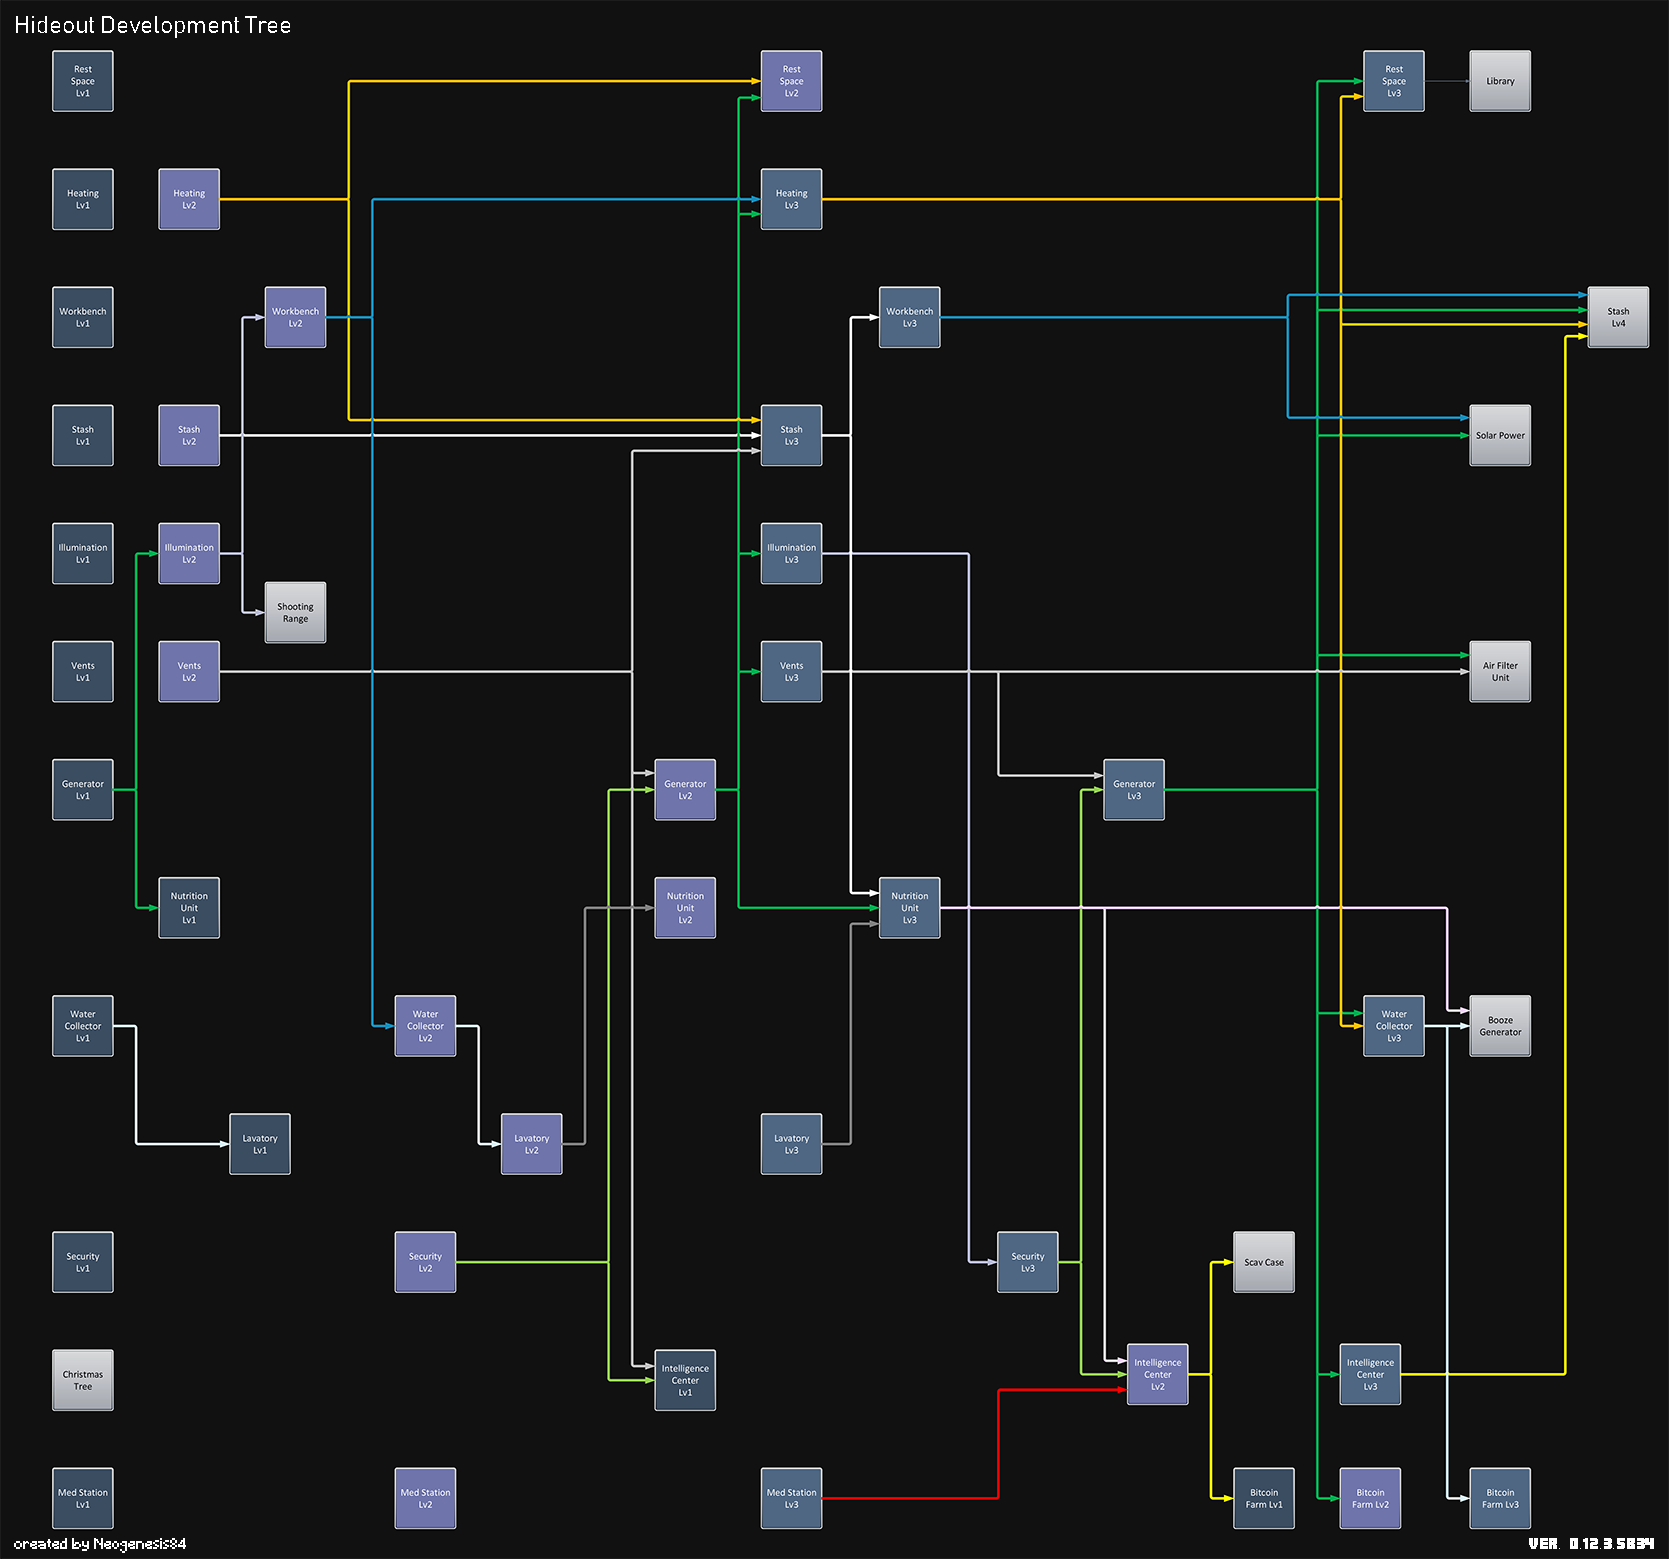 Hideout Development Tree
Rest
Space
Lv1
Rest
Space
Lv2
Rest
Space
Lv3
Library
Heating
Lv1
Heating
Lv2
Heating
Lv3
Workbench
Lv1
Workbench
Lv2
Workbench
Lv3
Stash
Lv4
Stash
Lv1
Stash
Lv2
Stash
Lv3
Solar Power
Illumination
Lv1
Illumination
Lv2
Illumination
Lv3
Shooting
Range
Vents
Lv1
Vents
Lv2
Vents
Lv3
Air Filter
Unit
Generator
Lv1
Generator
Lv2
Generator
Lv3
Nutrition
Unit
Lv1
Nutrition
Unit
Lv2
Nutrition
Unit
Lv3
Water
Collector
Lv1
Water
Collector
Lv2
Water
Collector
Lv3
Booze
Generator
Lavatory
Lv1
Lavatory
Lv2
Lavatory
Lv3
Security
Lv1
Security
Lv2
Security
Lv3
Scav Case
Christmas
Tree
Intelligence
Center
Lv1
Intelligence
Center
Lv2
Intelligence
Center
Lv3
Med Station
Lv1
Med Station
Lv2
Med Station
Lv3
Bitcoin
Farm Lv1
Bitcoin
Farm Lv2
Bitcoin
Farm Lv3
created by Neogenesis84
VER. 0.12.3.5834